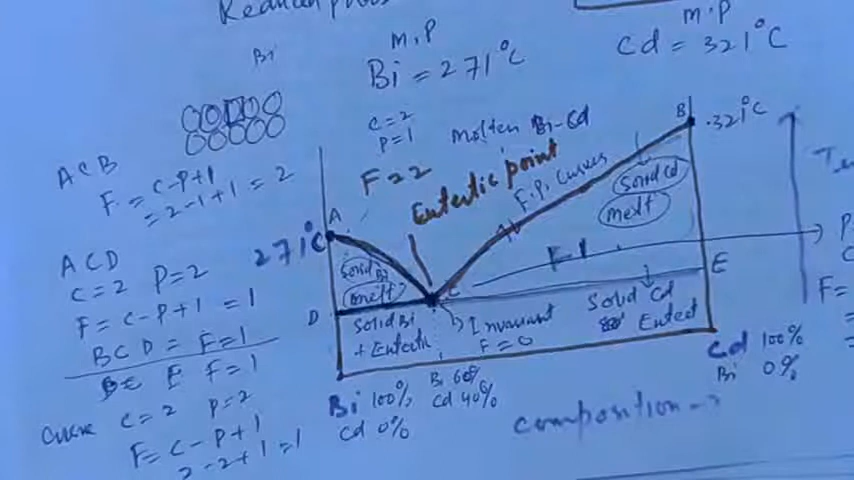 Reduced phase
Bi
M.P
Bi = 271°C
M.P
Cd = 321°C
C=2
P=1
F=2
Molten Bi-Cd
Eutectic point
F.P. Curves
B
.321°C
Solid Cd
melt
ACB
F = C-P+1
= 2-1+1 = 2
A
271°C
ACD
C=2 P=2
F = C-P+1 = 1
BCD = F=1
F=1
Solid Bi
melt
C
F=1
E
D
Solid Bi
+ Eutectic
Invariant
F=0
Solid Cd
Eutect
Curve C=2 P=2
F= C-P+1
2-2+1=1
Bi 100%
Cd 0%
Bi 60%
Cd 40%
Cd 100%
Bi 0%
Composition →
F=